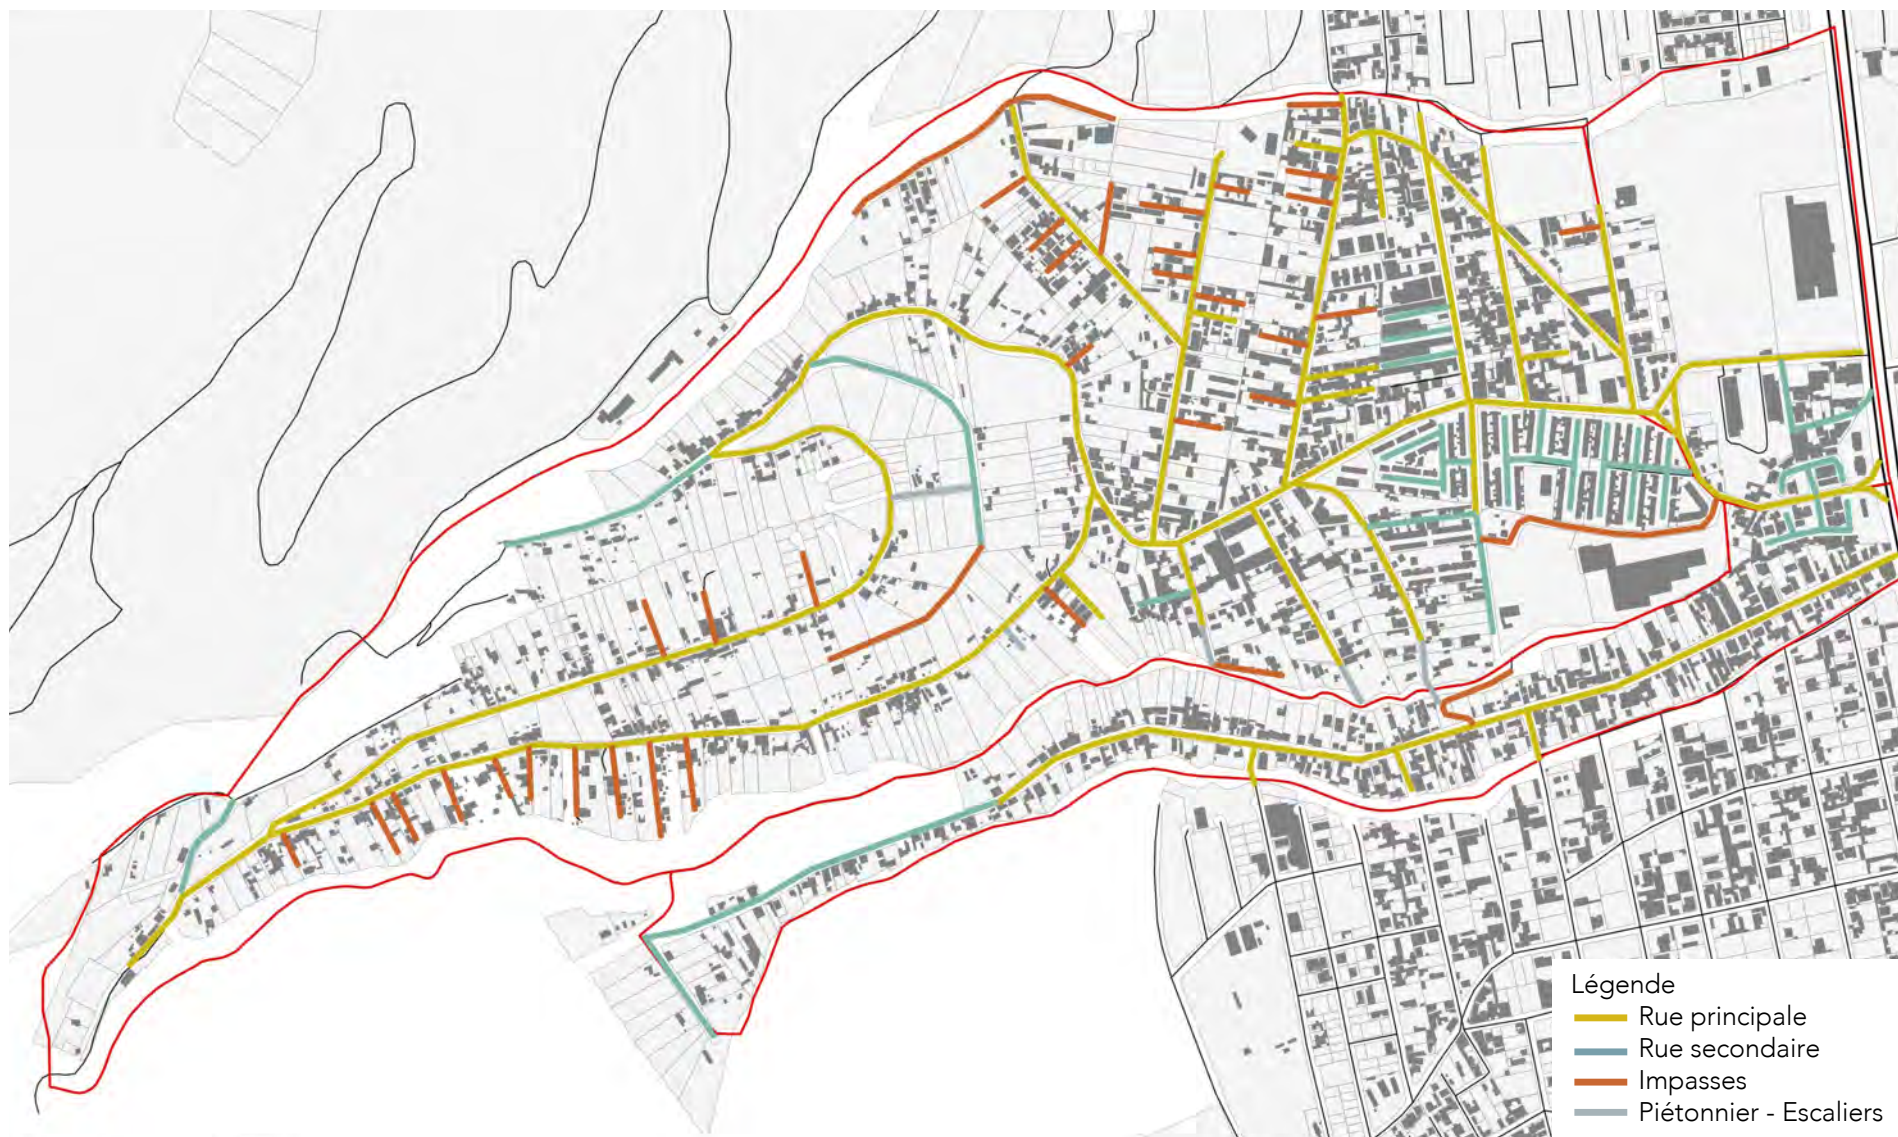 Légende
Rue principale
Rue secondaire
Impasses
Piétonnier - Escaliers